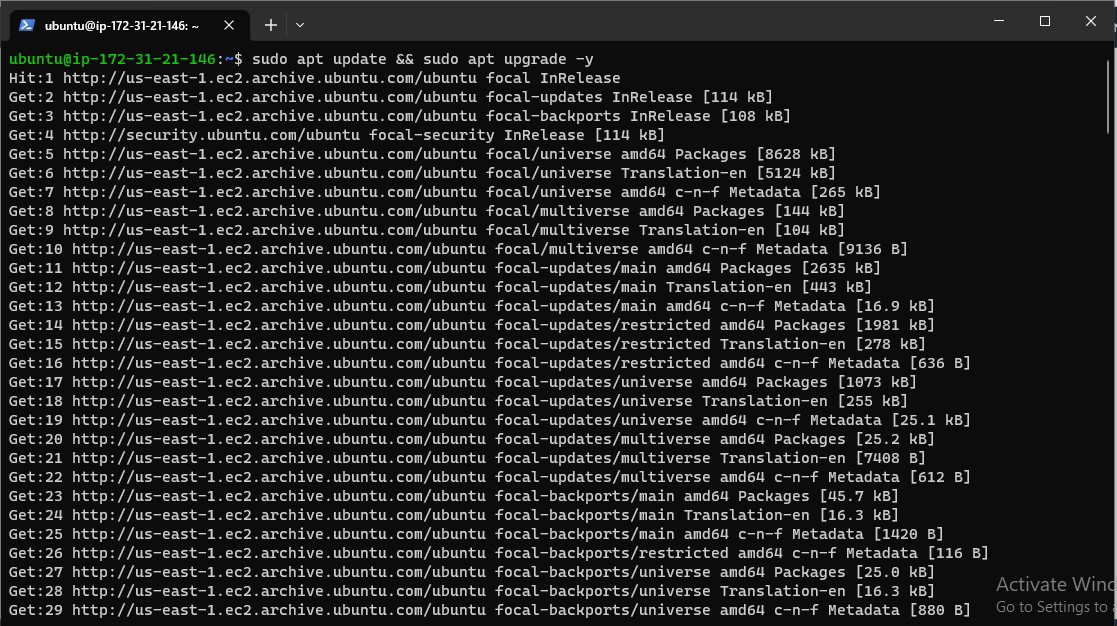 ubuntu@ip-172-31-21-146: ~
ubuntu@ip-172-31-21-146:~$ sudo apt update && sudo apt upgrade -y
Hit:1 http://us-east-1.ec2.archive.ubuntu.com/ubuntu focal InRelease
Get:2 http://us-east-1.ec2.archive.ubuntu.com/ubuntu focal-updates InRelease [114 kB]
Get:3 http://us-east-1.ec2.archive.ubuntu.com/ubuntu focal-backports InRelease [108 kB]
Get:4 http://security.ubuntu.com/ubuntu focal-security InRelease [114 kB]
Get:5 http://us-east-1.ec2.archive.ubuntu.com/ubuntu focal/universe amd64 Packages [8628 kB]
Get:6 http://us-east-1.ec2.archive.ubuntu.com/ubuntu focal/universe Translation-en [5124 kB]
Get:7 http://us-east-1.ec2.archive.ubuntu.com/ubuntu focal/universe amd64 c-n-f Metadata [265 kB]
Get:8 http://us-east-1.ec2.archive.ubuntu.com/ubuntu focal/multiverse amd64 Packages [144 kB]
Get:9 http://us-east-1.ec2.archive.ubuntu.com/ubuntu focal/multiverse Translation-en [104 kB]
Get:10 http://us-east-1.ec2.archive.ubuntu.com/ubuntu focal/multiverse amd64 c-n-f Metadata [9136 B]
Get:11 http://us-east-1.ec2.archive.ubuntu.com/ubuntu focal-updates/main amd64 Packages [2635 kB]
Get:12 http://us-east-1.ec2.archive.ubuntu.com/ubuntu focal-updates/main Translation-en [443 kB]
Get:13 http://us-east-1.ec2.archive.ubuntu.com/ubuntu focal-updates/main amd64 c-n-f Metadata [16.9 kB]
Get:14 http://us-east-1.ec2.archive.ubuntu.com/ubuntu focal-updates/restricted amd64 Packages [1981 kB]
Get:15 http://us-east-1.ec2.archive.ubuntu.com/ubuntu focal-updates/restricted Translation-en [278 kB]
Get:16 http://us-east-1.ec2.archive.ubuntu.com/ubuntu focal-updates/restricted amd64 c-n-f Metadata [636 B]
Get:17 http://us-east-1.ec2.archive.ubuntu.com/ubuntu focal-updates/universe amd64 Packages [1073 kB]
Get:18 http://us-east-1.ec2.archive.ubuntu.com/ubuntu focal-updates/universe Translation-en [255 kB]
Get:19 http://us-east-1.ec2.archive.ubuntu.com/ubuntu focal-updates/universe amd64 c-n-f Metadata [25.1 kB]
Get:20 http://us-east-1.ec2.archive.ubuntu.com/ubuntu focal-updates/multiverse amd64 Packages [25.2 kB]
Get:21 http://us-east-1.ec2.archive.ubuntu.com/ubuntu focal-updates/multiverse Translation-en [7408 B]
Get:22 http://us-east-1.ec2.archive.ubuntu.com/ubuntu focal-updates/multiverse amd64 c-n-f Metadata [612 B]
Get:23 http://us-east-1.ec2.archive.ubuntu.com/ubuntu focal-backports/main amd64 Packages [45.7 kB]
Get:24 http://us-east-1.ec2.archive.ubuntu.com/ubuntu focal-backports/main Translation-en [16.3 kB]
Get:25 http://us-east-1.ec2.archive.ubuntu.com/ubuntu focal-backports/main amd64 c-n-f Metadata [1420 B]
Get:26 http://us-east-1.ec2.archive.ubuntu.com/ubuntu focal-backports/restricted amd64 c-n-f Metadata [116 B]
Get:27 http://us-east-1.ec2.archive.ubuntu.com/ubuntu focal-backports/universe amd64 Packages [25.0 kB]
Get:28 http://us-east-1.ec2.archive.ubuntu.com/ubuntu focal-backports/universe Translation-en [16.3 kB]
Get:29 http://us-east-1.ec2.archive.ubuntu.com/ubuntu focal-backports/universe amd64 c-n-f Metadata [880 B]
Activate Wind
Go to Settings to